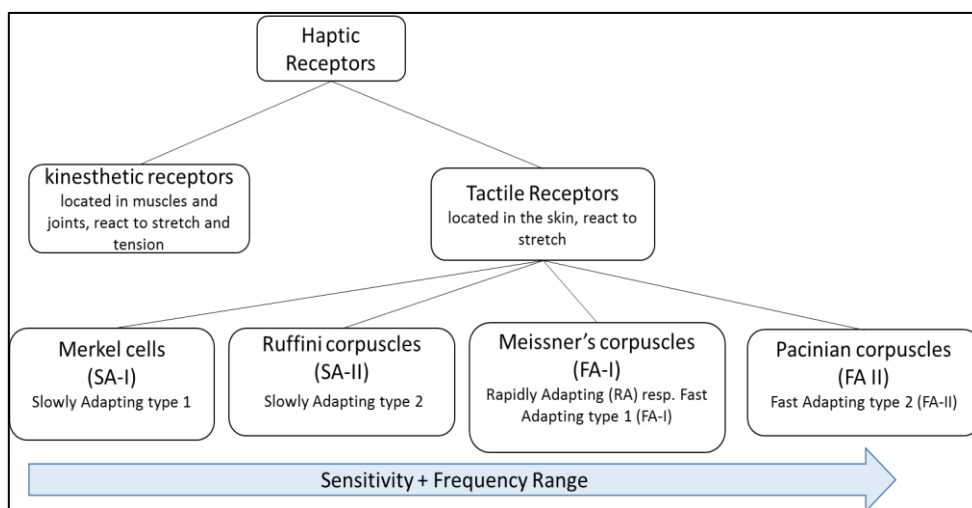 Haptic
Receptors
kinesthetic receptors
located in muscles and
joints, react to stretch and
tension
Tactile Receptors
located in the skin, react to
stretch
Merkel cells
(SA-I)
Slowly Adapting type 1
Ruffini corpuscles
(SA-II)
Slowly Adapting type 2
Meissner’s corpuscles
(FA-I)
Rapidly Adapting (RA) resp. Fast
Adapting type 1 (FA-I)
Pacinian corpuscles
(FA II)
Fast Adapting type 2 (FA-II)
Sensitivity + Frequency Range